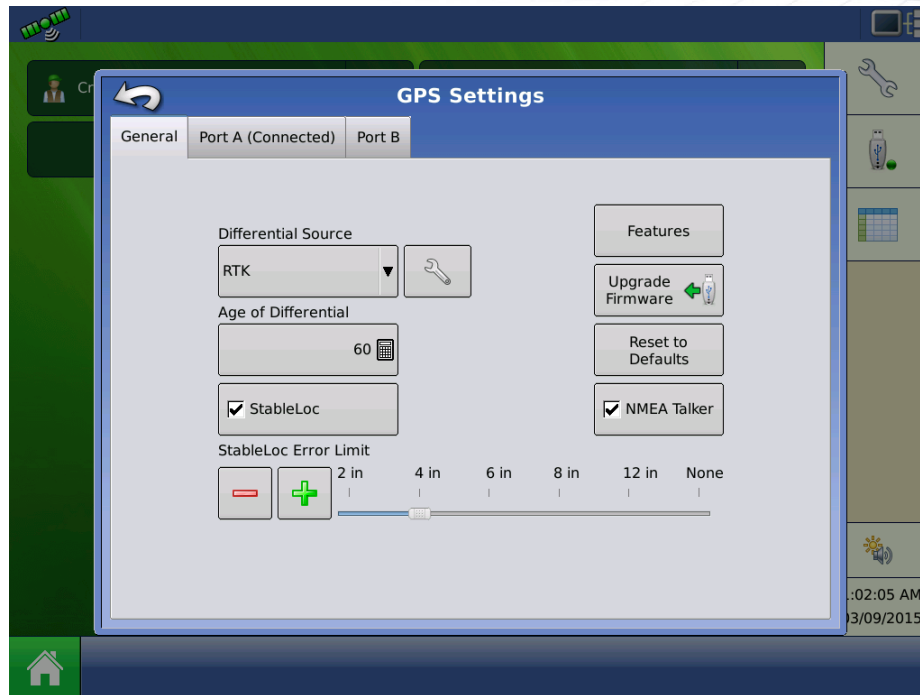 Cr
GPS Settings
General
Port A (Connected)
Port B
Differential Source
RTK
Features
Upgrade
Firmware
Age of Differential
60
Reset to
Defaults
StableLoc
NMEA Talker
StableLoc Error Limit
2 in
4 in
6 in
8 in
12 in
None
:02:05 AM
03/09/2015